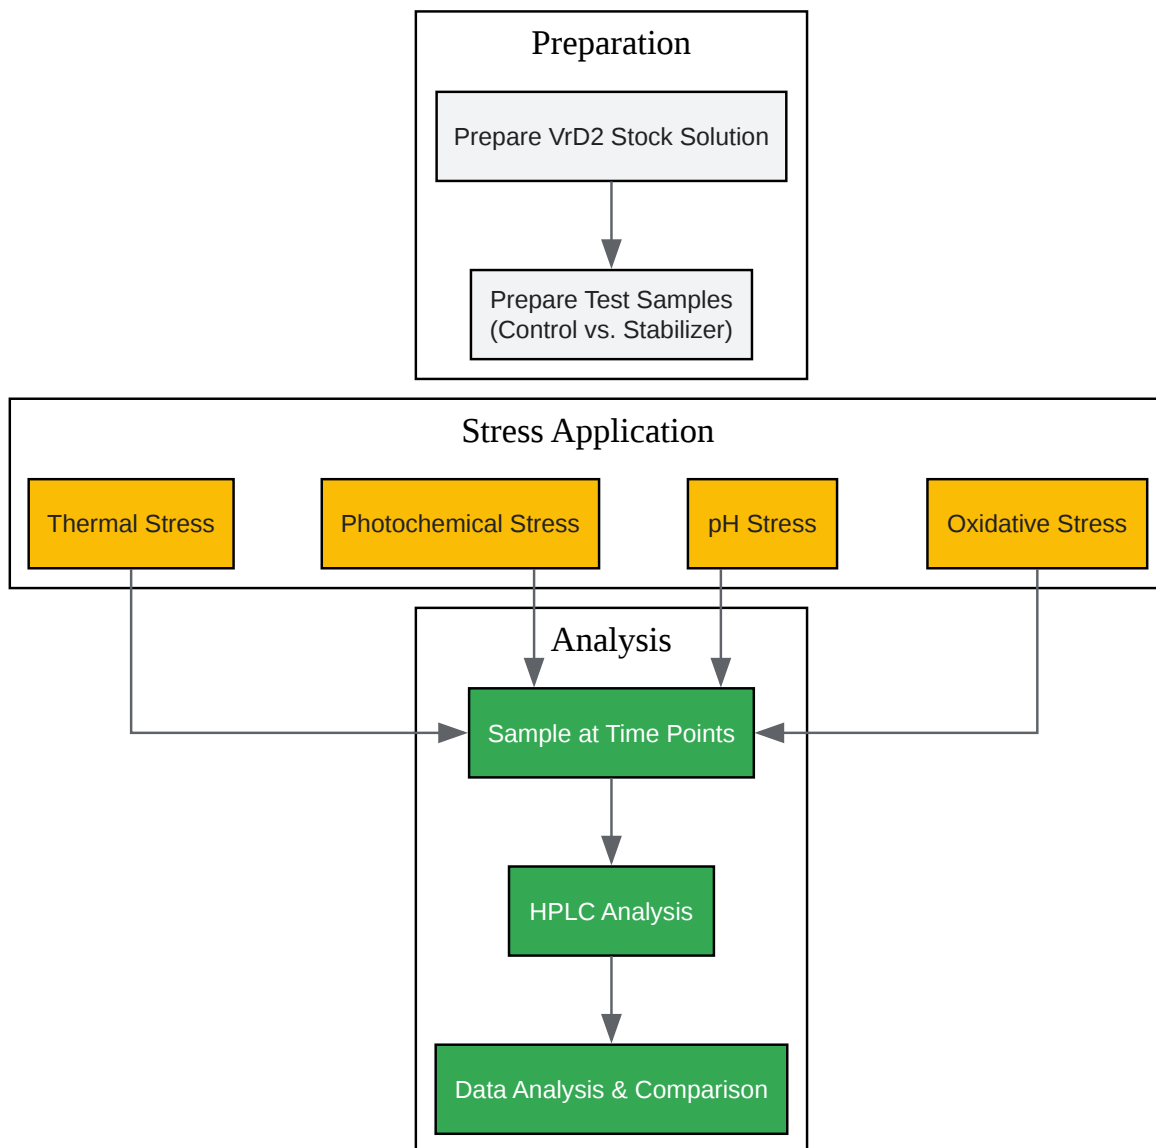 Preparation
Prepare VrD2 Stock Solution
Prepare Test Samples
(Control vs. Stabilizer)
Stress Application
Thermal Stress
Photochemical Stress
pH Stress
Oxidative Stress
Analysis
Sample at Time Points
HPLC Analysis
Data Analysis & Comparison